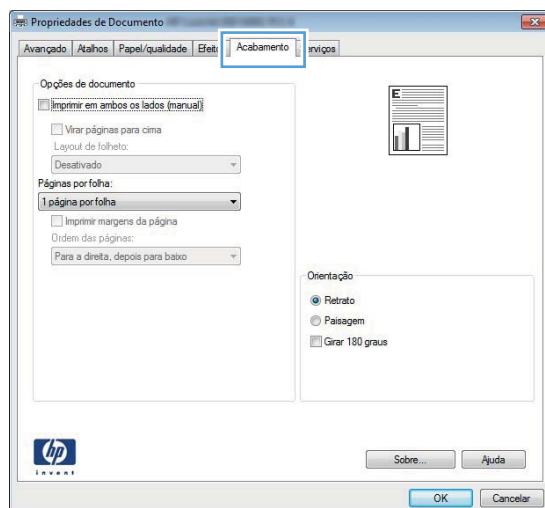 Propriedades de Documento
Avançado Atalhos Papel/qualidade Acabamento
Opções de documento
Imprimir em ambos os lados (manual)
Virar páginas para cima
Layout de folheto:
Desativado
Páginas por folha:
1 página por folha
Imprimir margens da página
Ordem das páginas:
Para a direita, depois para baixo
E
Orientação
Retrato
Paisagem
Girar 180 graus
hp
invent
Sobre... Ajuda
OK Cancelar